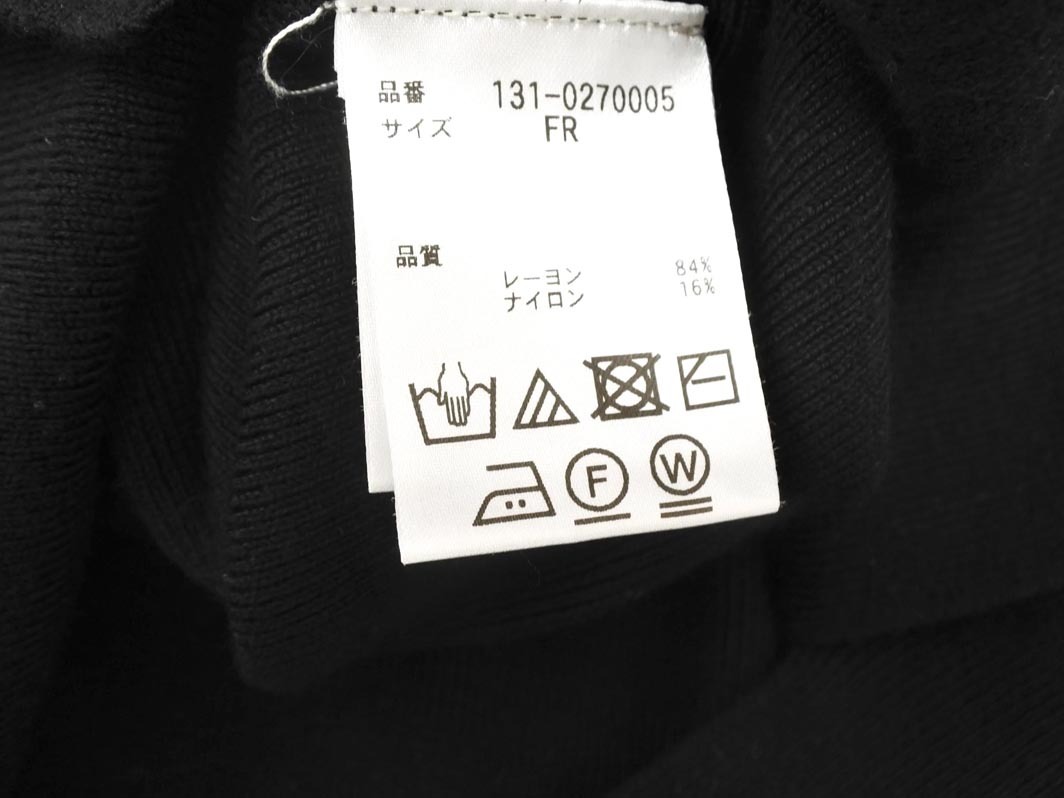 品番 131-0270005
サイズ FR
品質
レーヨン 84%
ナイロン 16%
F W